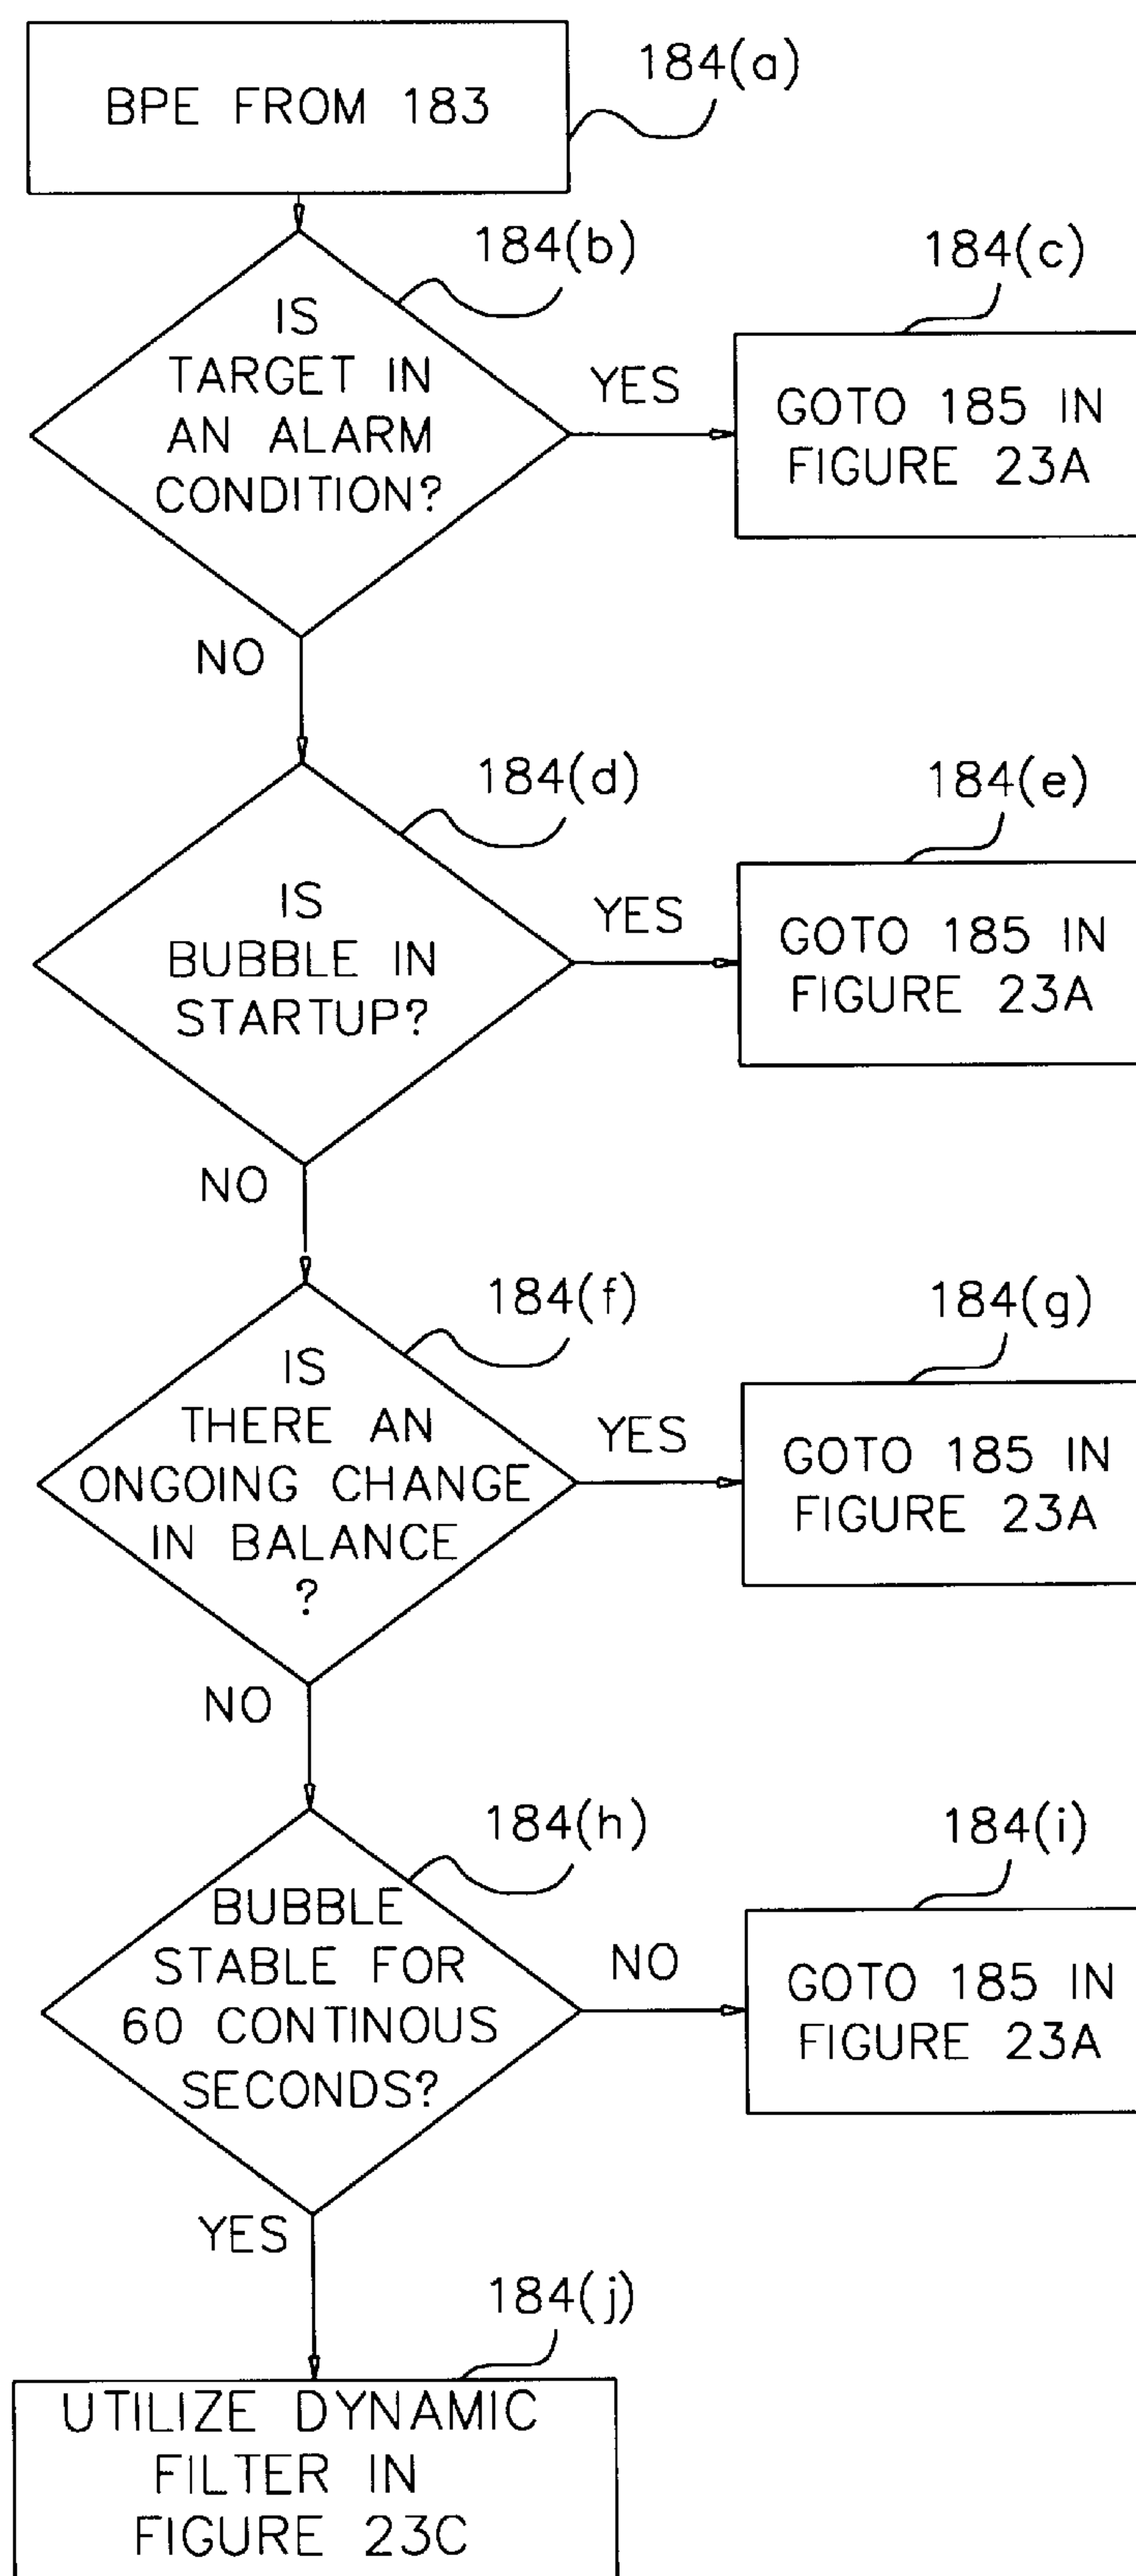 BPE FROM 183
184(a)
184(b)
IS
TARGET IN
AN ALARM
CONDITION?
YES
184(c)
GOTO 185 IN
FIGURE 23A
NO
184(d)
IS
BUBBLE IN
STARTUP?
YES
184(e)
GOTO 185 IN
FIGURE 23A
NO
184(f)
IS
THERE AN
ONGOING CHANGE
IN BALANCE
?
YES
184(g)
GOTO 185 IN
FIGURE 23A
NO
184(h)
BUBBLE
STABLE FOR
60 CONTINOUS
SECONDS?
NO
184(i)
GOTO 185 IN
FIGURE 23A
YES
184(j)
UTILIZE DYNAMIC
FILTER IN
FIGURE 23C